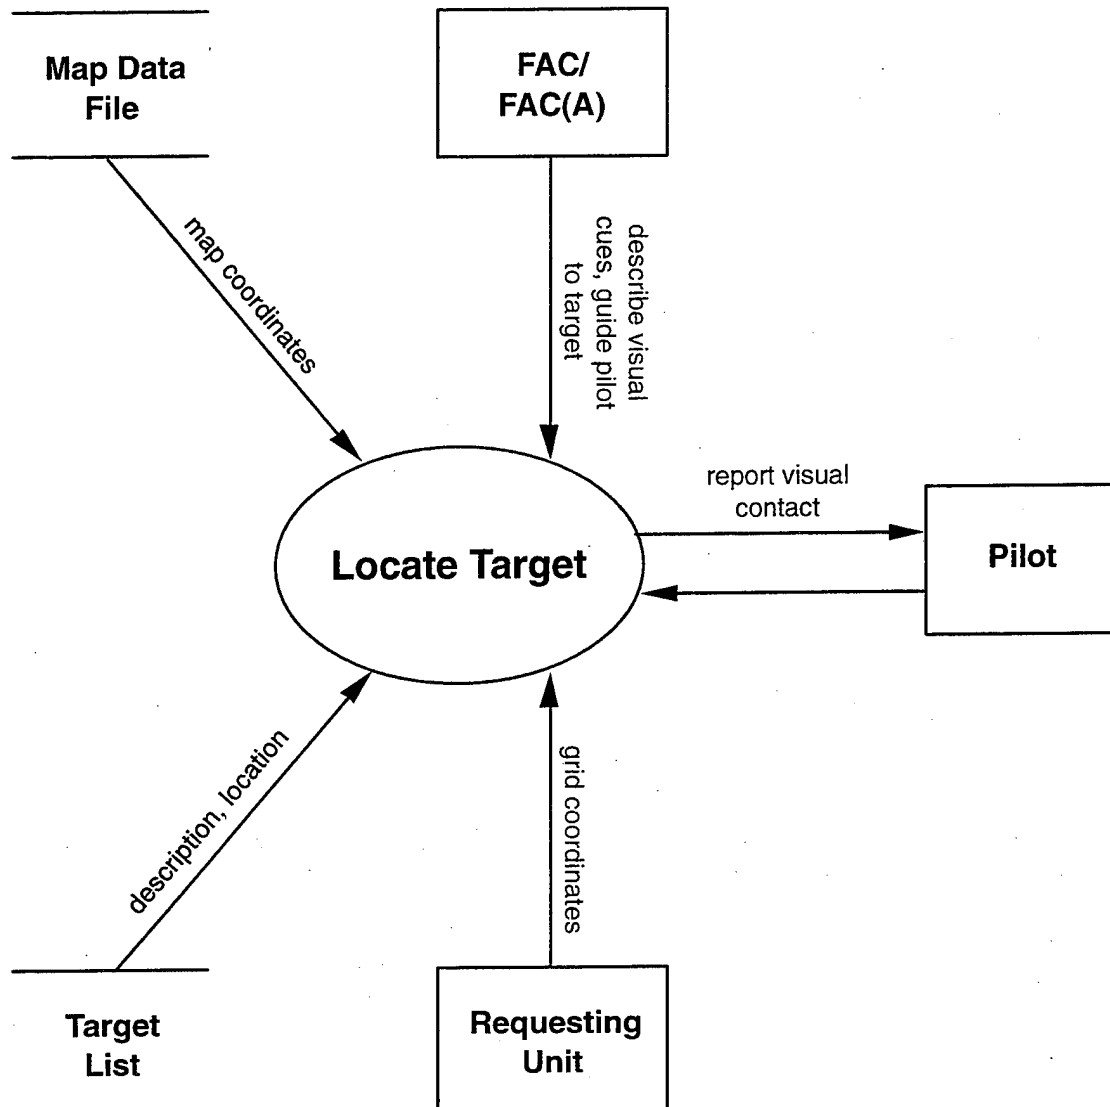 Map Data
File
FAC/
FAC(A)
map coordinates
describe visual
cues, guide pilot
to target
report visual
contact
Pilot
Locate Target
description, location
grid coordinates
Target
List
Requesting
Unit